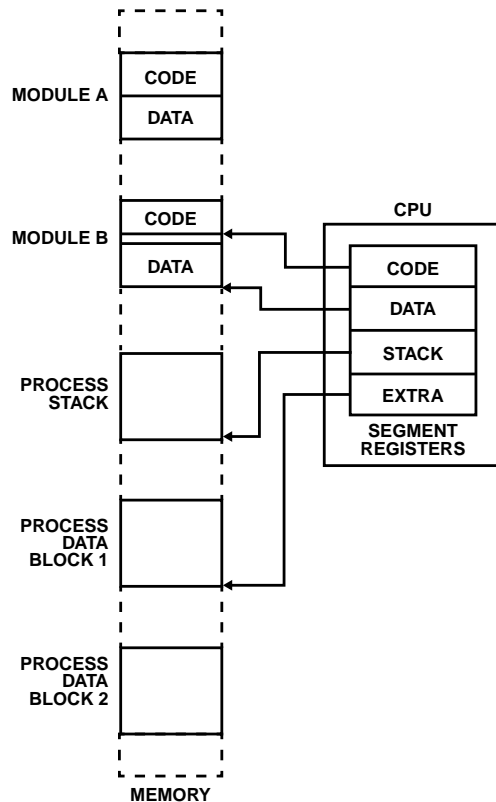 MODULE A
CODE
DATA
MODULE B
CODE
DATA
PROCESS
STACK
PROCESS
DATA
BLOCK 1
PROCESS
DATA
BLOCK 2
MEMORY
CPU
CODE
DATA
STACK
EXTRA
SEGMENT
REGISTERS